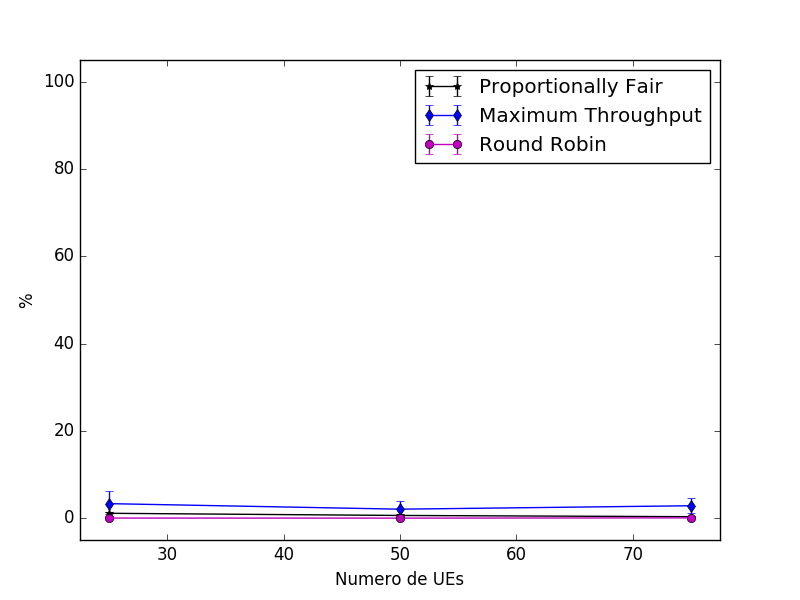 Proportionally Fair
Maximum Throughput
Round Robin
100
80
60
40
20
0
%
30 40 50 60 70
Numero de UEs